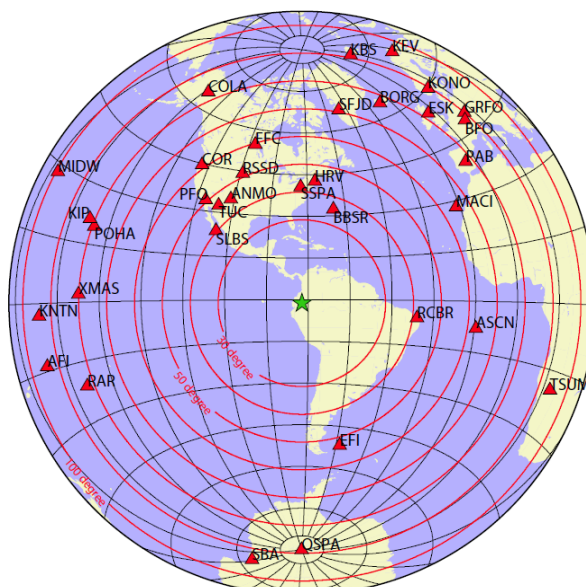 KBS
KEV
COLA
KONO
SFJD
BORG
ESK
GRFO
BFO
FFC
PAB
COR
RSSD
HRV
MIDW
SSPA
PFO
ANMO
TUC
BBSR
MACI
KIP
POHA
SLBS
XMAS
KNTN
RCBR
ASCN
30 degree
AFI
RAR
TSUM
50 degree
EFI
100 degree
SBA
QSPA